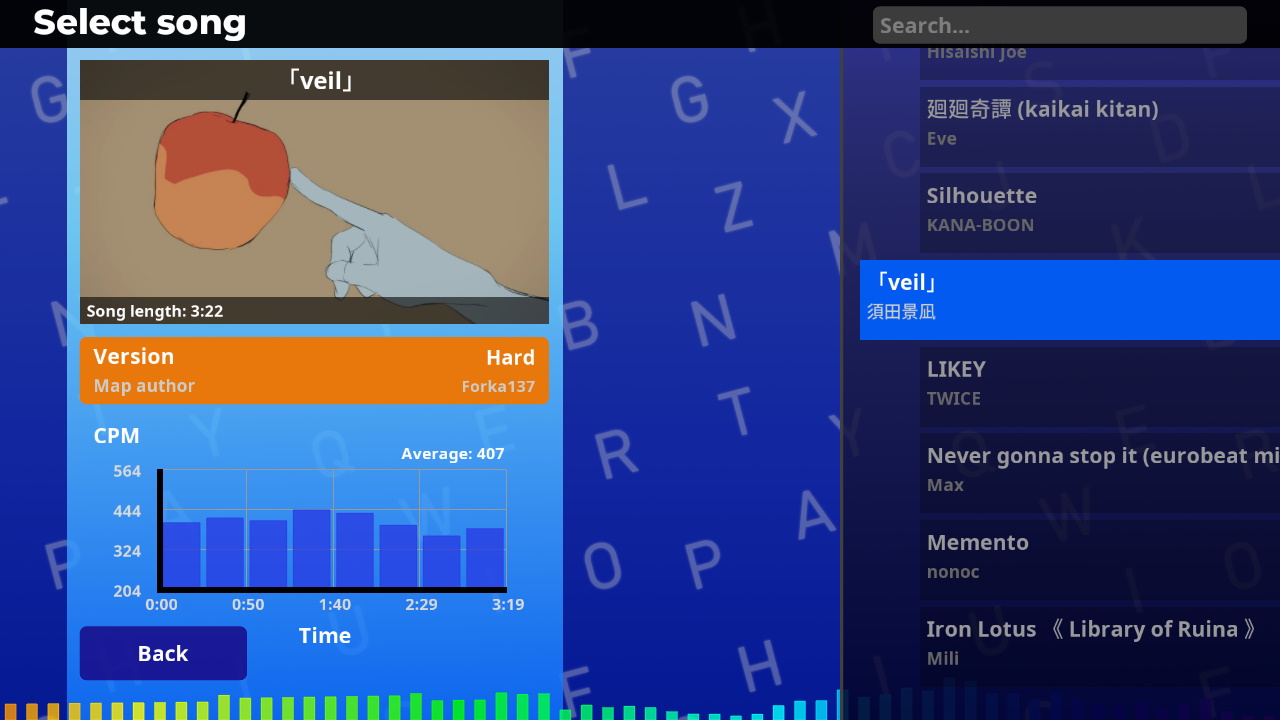 Select song
Search...
「veil」
Song length: 3:22
Version Hard
Map author Forka137
CPM
Average: 407
564
444
324
204
0:00 0:50 1:40 2:29 3:19
Time
Back
Hisaishi Joe
廻廻奇譚 (kaikai kitan)
Eve
Silhouette
KANA-BOON
「veil」
須田景凪
LIKEY
TWICE
Never gonna stop it (eurobeat mi
Max
Memento
nonoc
Iron Lotus 《 Library of Ruina 》
Mili